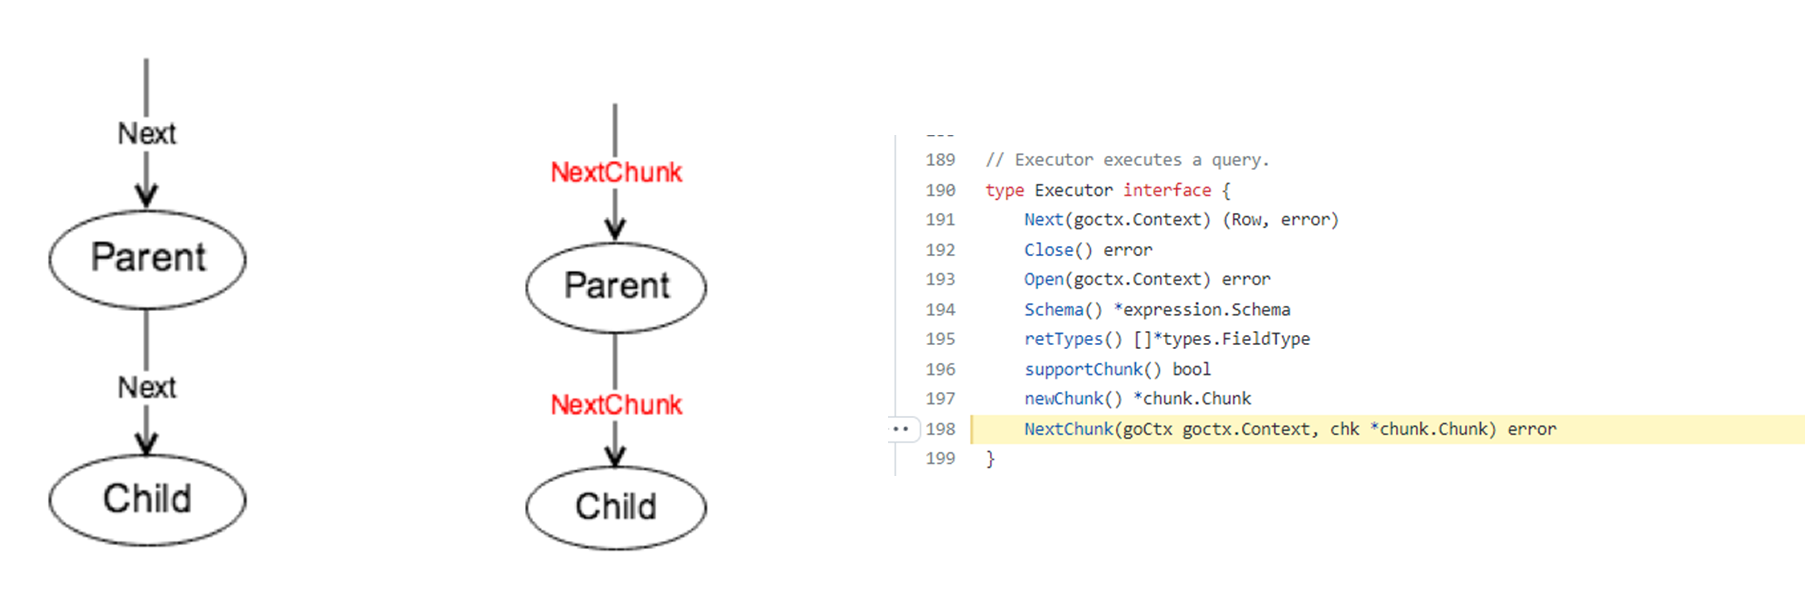 Next
Parent
Next
Child
NextChunk
Parent
NextChunk
Child
189 // Executor executes a query.
190 type Executor interface {
191 Next(goctx.Context) (Row, error)
192 Close() error
193 Open(goctx.Context) error
194 Schema() *expression.Schema
195 retTypes() []*types.FieldType
196 supportChunk() bool
197 newChunk() *chunk.Chunk
198 NextChunk(goCtx goctx.Context, chk *chunk.Chunk) error
199 }